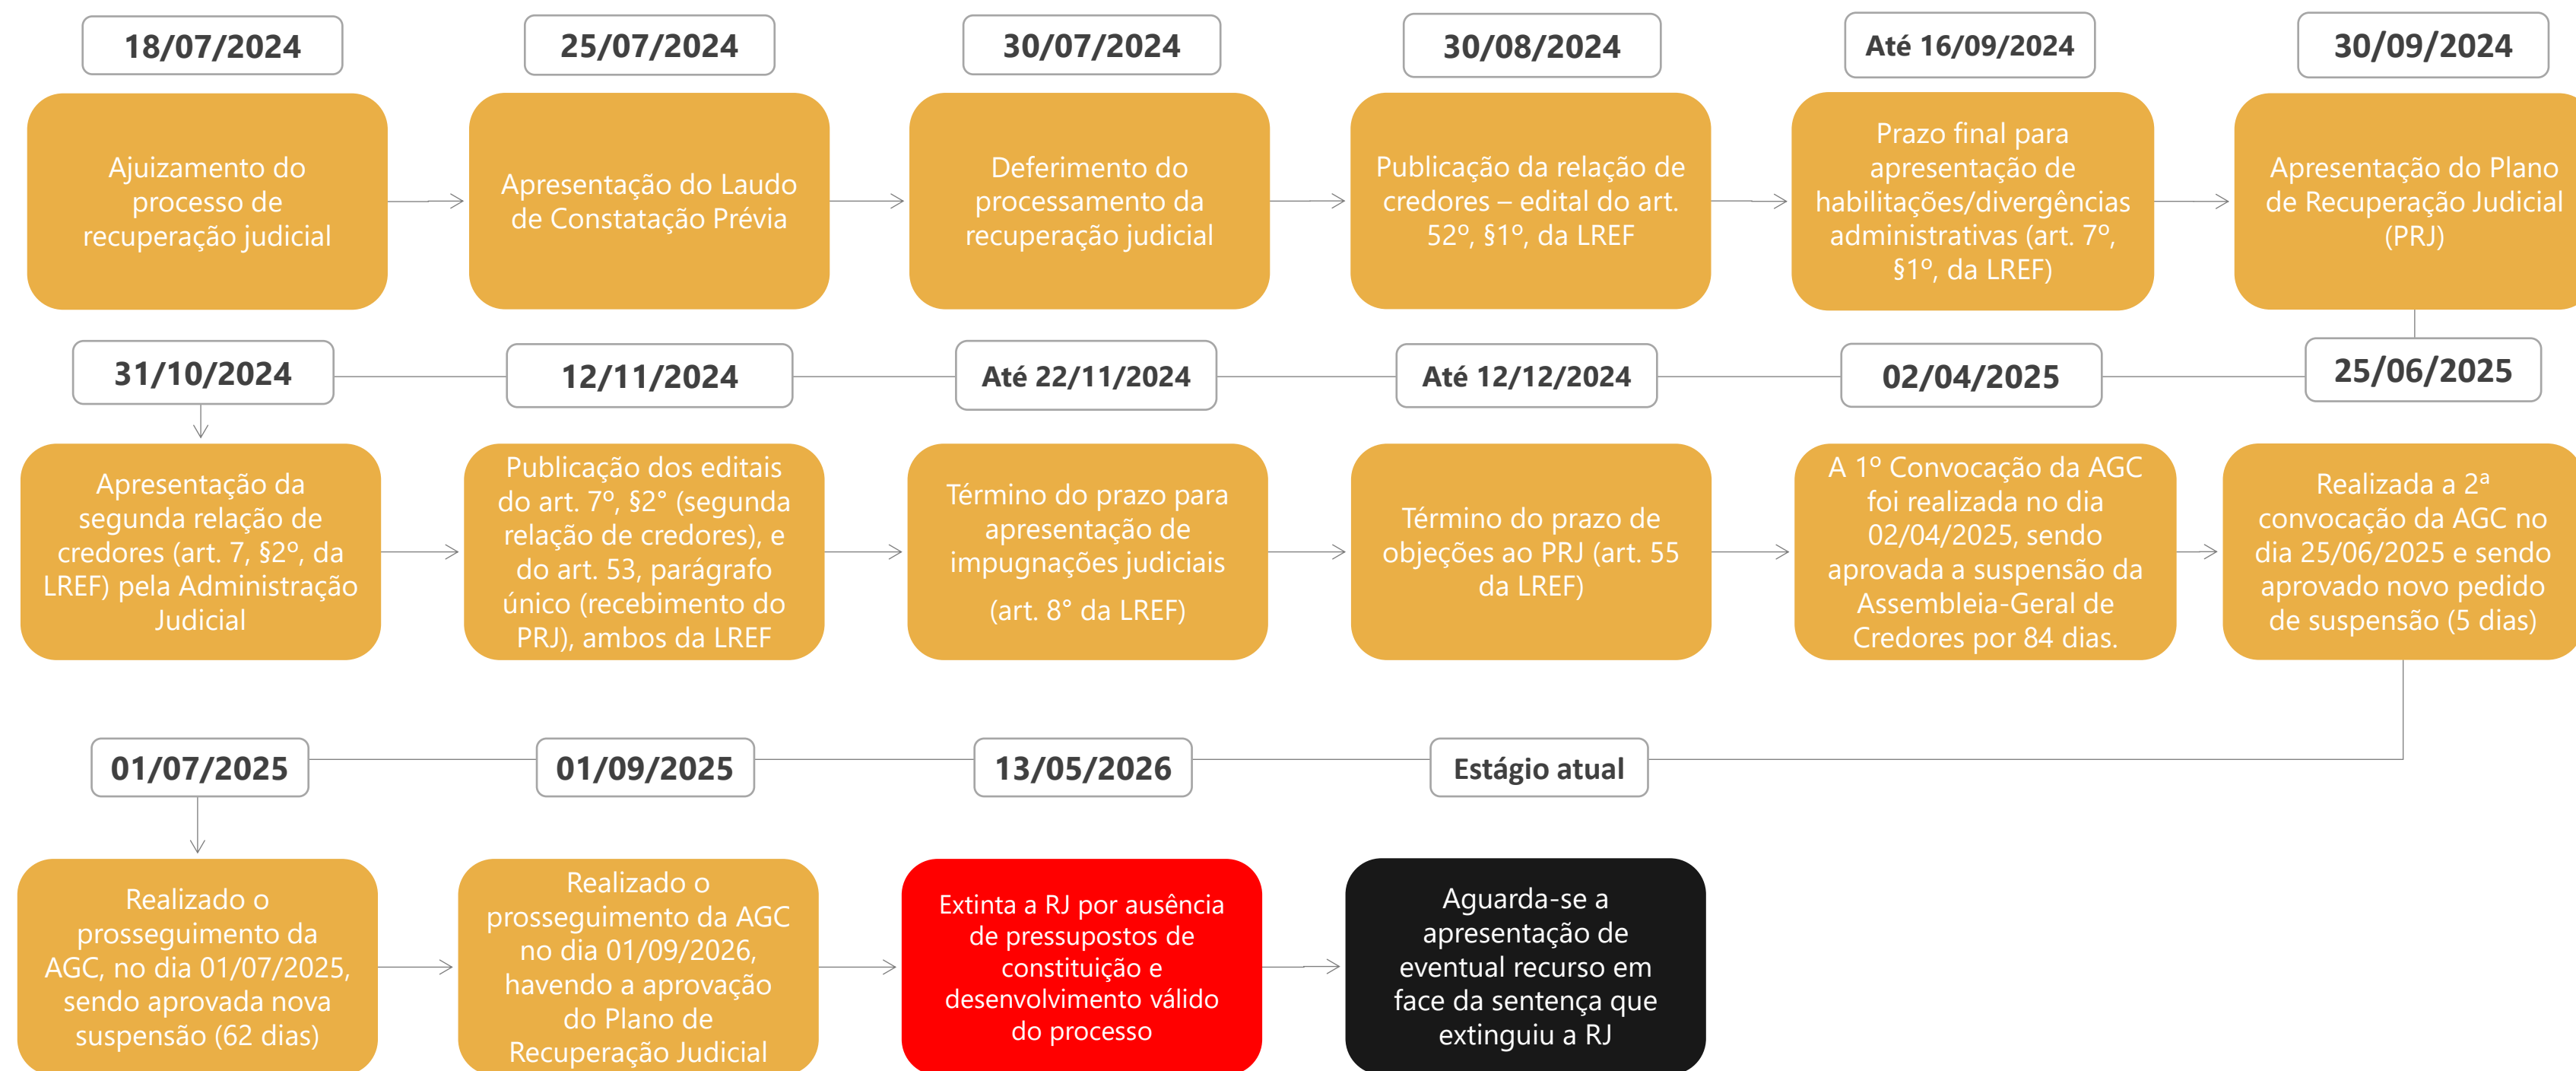 18/07/2024
25/07/2024
30/07/2024
30/08/2024
Até 16/09/2024
30/09/2024
Ajuizamento do
processo de
recuperação judicial
Apresentação do Laudo
de Constatação Prévia
Deferimento do
processamento da
recuperação judicial
Publicação da relação de
credores – edital do art.
52º, §1º, da LREF
Prazo final para
apresentação de
habilitações/divergências
administrativas (art. 7º,
§1º, da LREF)
Apresentação do Plano
de Recuperação Judicial
(PRJ)
31/10/2024
12/11/2024
Até 22/11/2024
Até 12/12/2024
02/04/2025
25/06/2025
Apresentação da
segunda relação de
credores (art. 7, §2º, da
LREF) pela Administração
Judicial
Publicação dos editais
do art. 7º, §2° (segunda
relação de credores), e
do art. 53, parágrafo
único (recebimento do
PRJ), ambos da LREF
Término do prazo para
apresentação de
impugnações judiciais
(art. 8° da LREF)
Término do prazo de
objeções ao PRJ (art. 55
da LREF)
A 1º Convocação da AGC
foi realizada no dia
02/04/2025, sendo
aprovada a suspensão da
Assembleia-Geral de
Credores por 84 dias.
Realizada a 2ª
convocação da AGC no
dia 25/06/2025 e sendo
aprovado novo pedido
de suspensão (5 dias)
01/07/2025
01/09/2025
13/05/2026
Estágio atual
Realizado o
prosseguimento da
AGC, no dia 01/07/2025,
sendo aprovada nova
suspensão (62 dias)
Realizado o
prosseguimento da AGC
no dia 01/09/2026,
havendo a aprovação
do Plano de
Recuperação Judicial
Extinta a RJ por ausência
de pressupostos de
constituição e
desenvolvimento válido
do processo
Aguarda-se a
apresentação de
eventual recurso em
face da sentença que
extinguiu a RJ